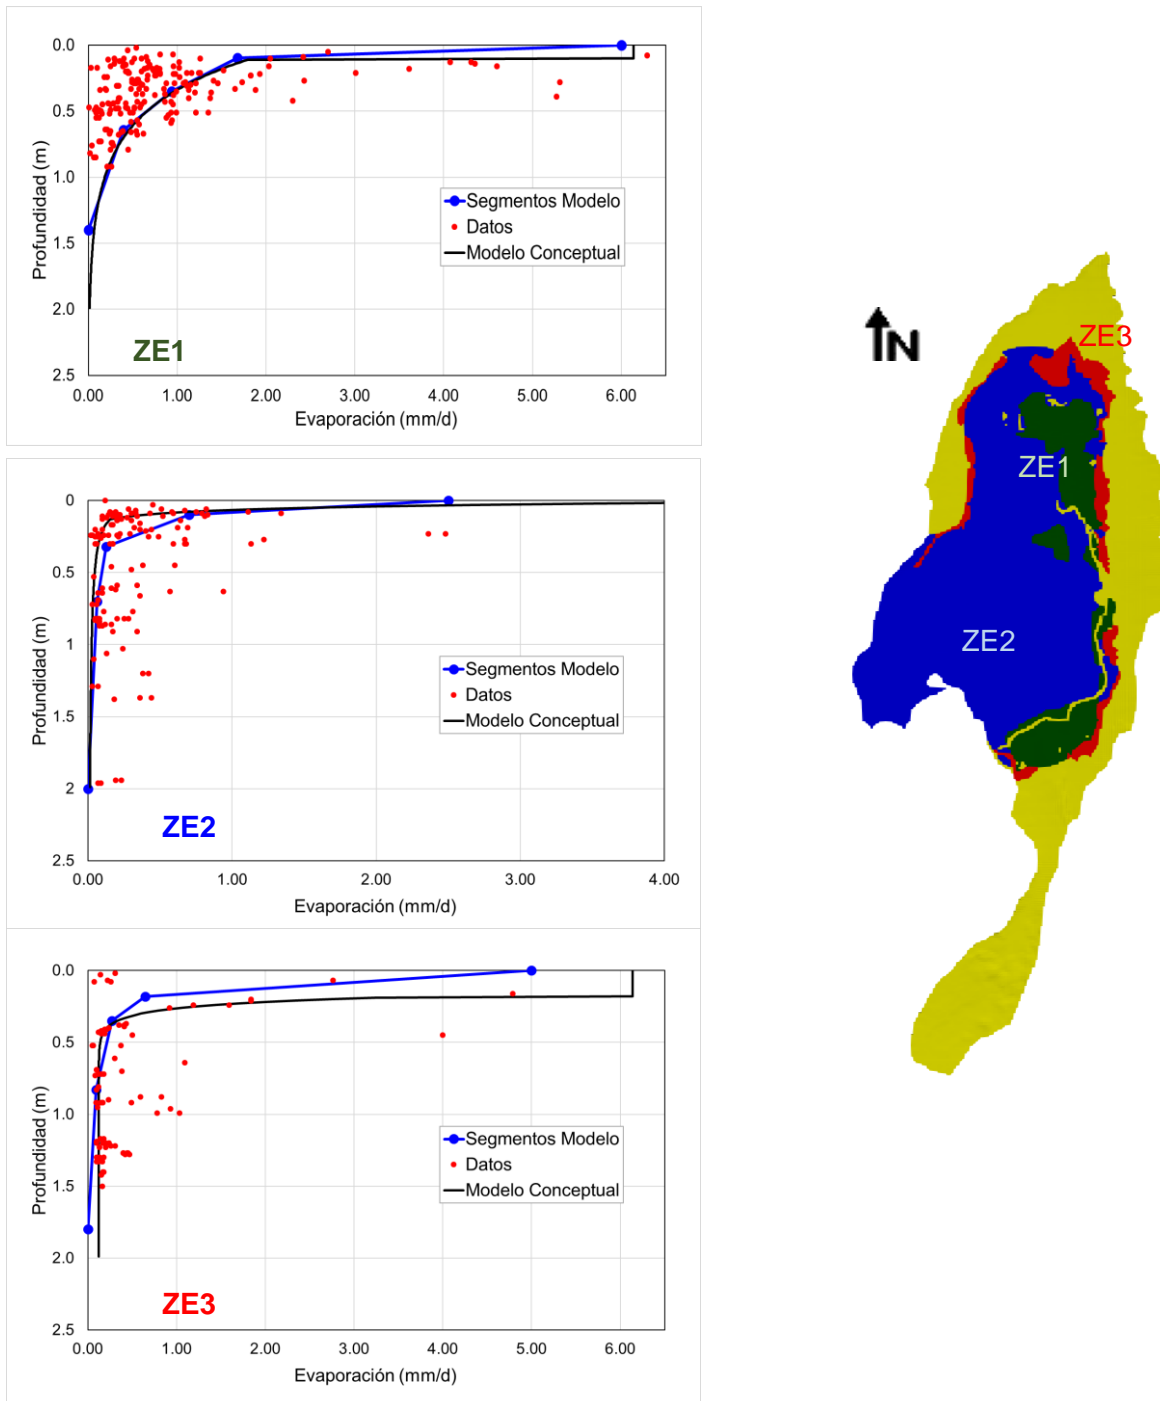 0.0
0.5
1.0
1.5
2.0
2.5
Profundidad (m)
Segmentos Modelo
Datos
Modelo Conceptual
ZE1
0.00 1.00 2.00 3.00 4.00 5.00 6.00
Evaporación (mm/d)
0
0.5
1
1.5
2
2.5
Profundidad (m)
Segmentos Modelo
Datos
Modelo Conceptual
ZE2
0.00 1.00 2.00 3.00 4.00
Evaporación (mm/d)
0.0
0.5
1.0
1.5
2.0
2.5
Profundidad (m)
Segmentos Modelo
Datos
Modelo Conceptual
ZE3
0.00 1.00 2.00 3.00 4.00 5.00 6.00
Evaporación (mm/d)
N
ZE3
ZE1
ZE2